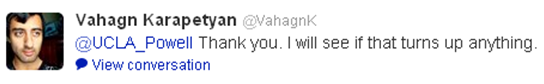 Vahagn Karapetyan @VahagnK
@UCLA_Powell Thank you. I will see if that turns up anything.
View conversation